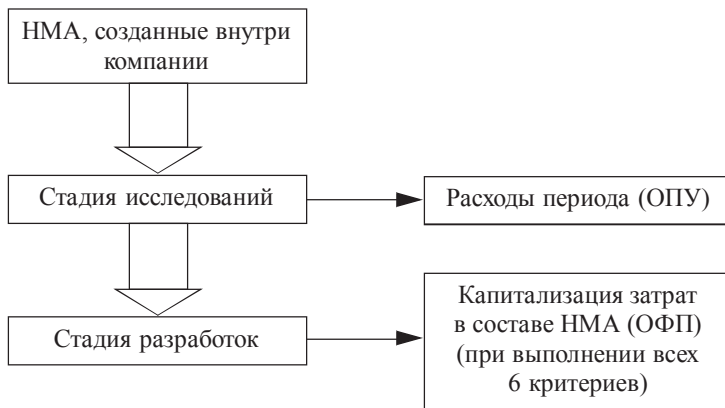 НМА, созданные внутри
компании
Стадия исследований
Расходы периода (ОПУ)
Стадия разработок
Капитализация затрат
в составе НМА (ОФП)
(при выполнении всех
6 критериев)